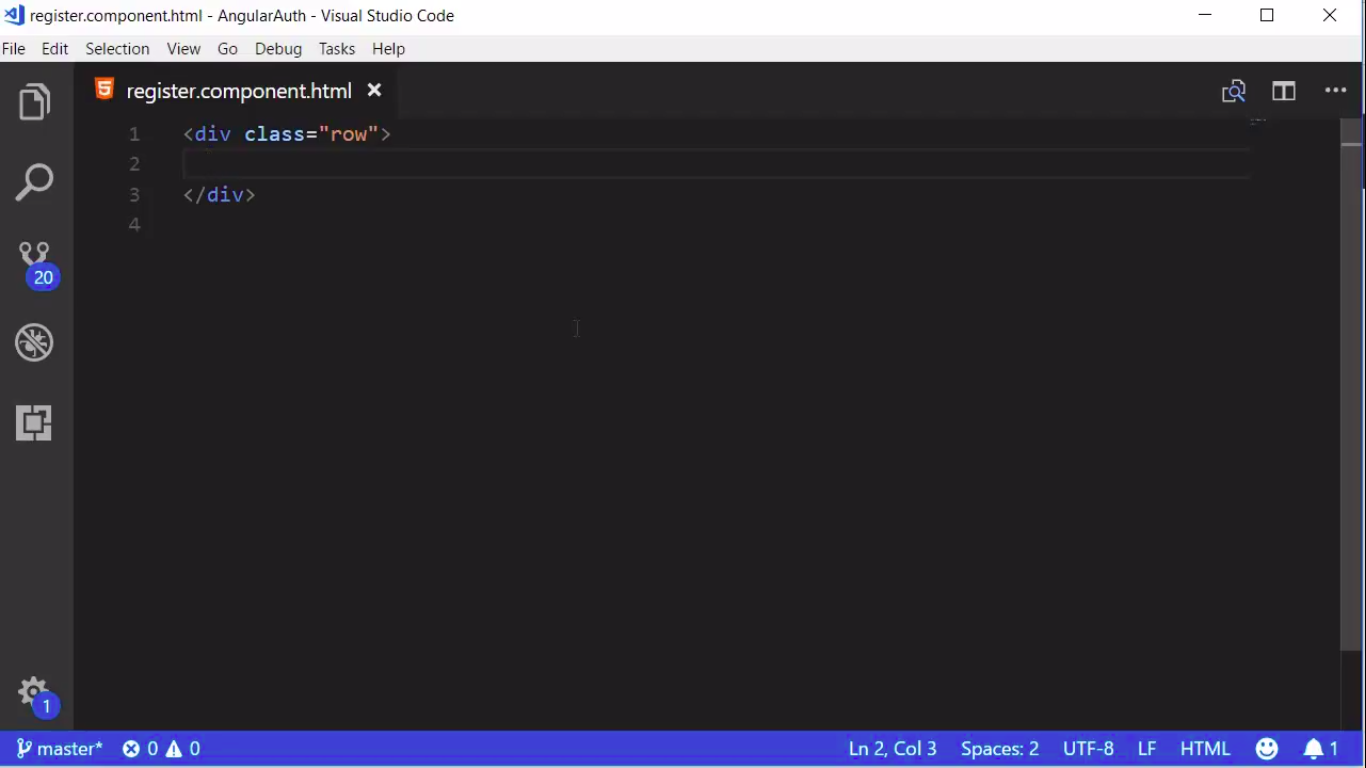 register.component.html - AngularAuth - Visual Studio Code
File Edit Selection View Go Debug Tasks Help
register.component.html
1 <div class="row">
2
3 </div>
4
20
1
master* 0 0 Ln 2, Col 3 Spaces: 2 UTF-8 LF HTML 1